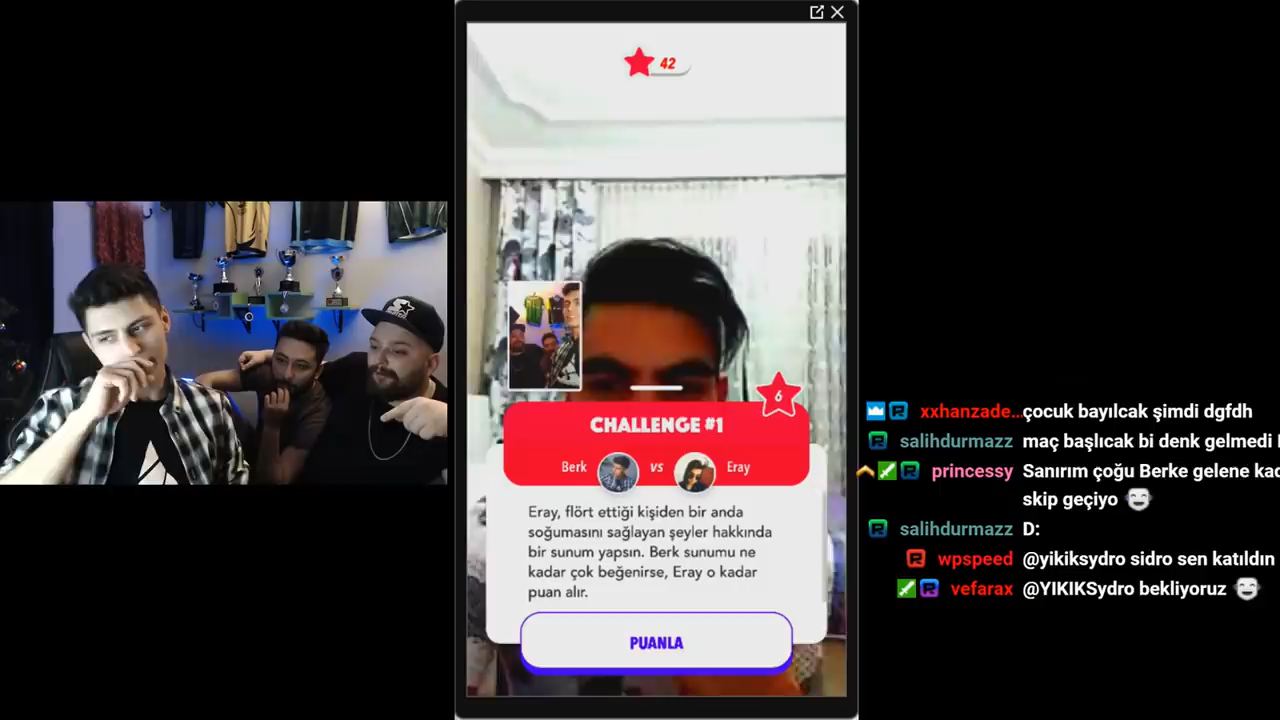 42
6
CHALLENGE #1
Berk vs Eray
Eray, flört ettiği kişiden bir anda
soğumasını sağlayan şeyler hakkında
bir sunum yapsın. Berk sunumu ne
kadar çok beğenirse, Eray o kadar
puan alır.
PUANLA
xxhanzade... çocuk bayılcak şimdi dgfdh
salihdurmazz maç başlıcak bi denk gelmedi
princessy Sanırım çoğu Berke gelene kad
skip geçiyo
salihdurmazz D:
wpspeed @yikiksydro sidro sen katıldın
vefarax @YIKIKSydro bekliyoruz